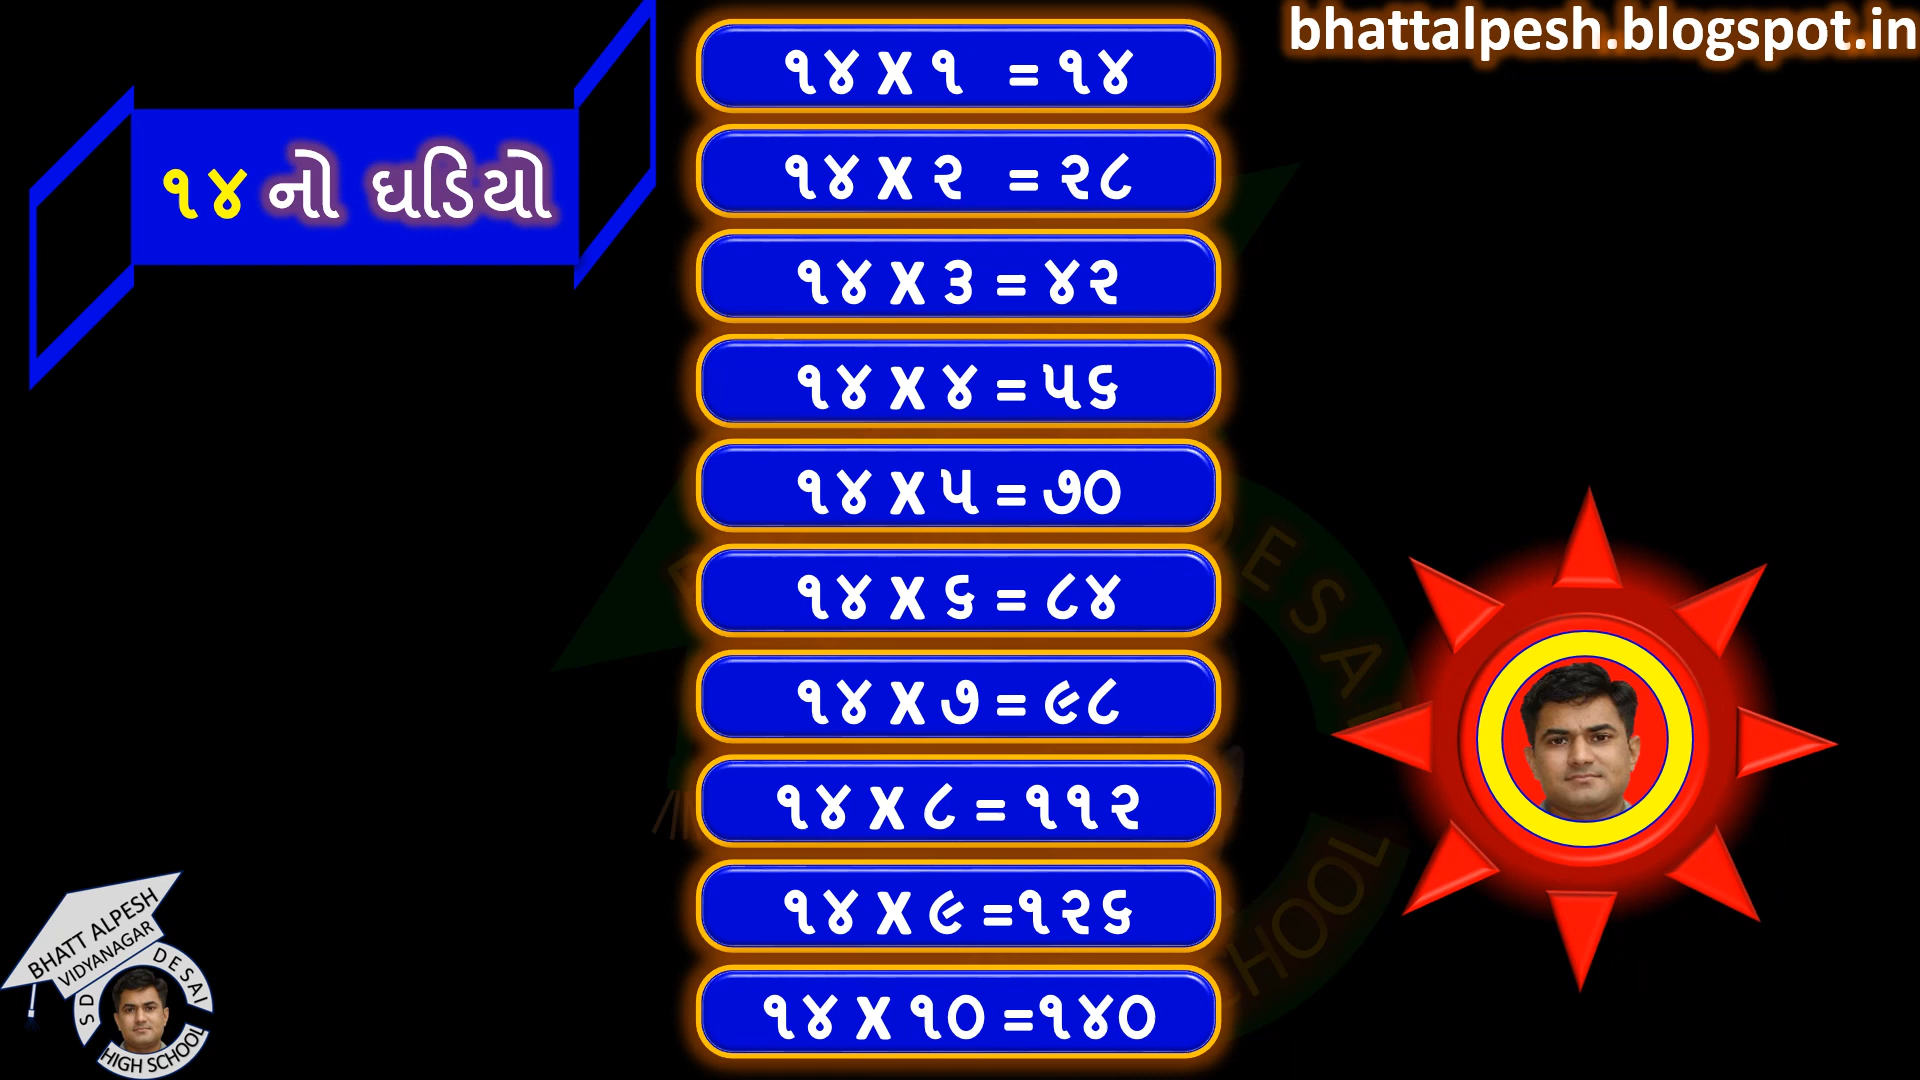 bhattalpesh.blogspot.in
૧૪ નો ઘડિયો
૧૪ X ૧ = ૧૪
૧૪ X ૨ = ૨૮
૧૪ X ૩ = ૪૨
૧૪ X ૪ = ૫૬
૧૪ X ૫ = ૭૦
૧૪ X ૬ = ૮૪
૧૪ X ૭ = ૯૮
૧૪ X ૮ = ૧૧૨
૧૪ X ૯ =૧૨૬
૧૪ X ૧૦ =૧૪૦
BHATT ALPESH
VIDYANAGAR
S D DESAI
HIGH SCHOOL
DESAI
SCHOOL